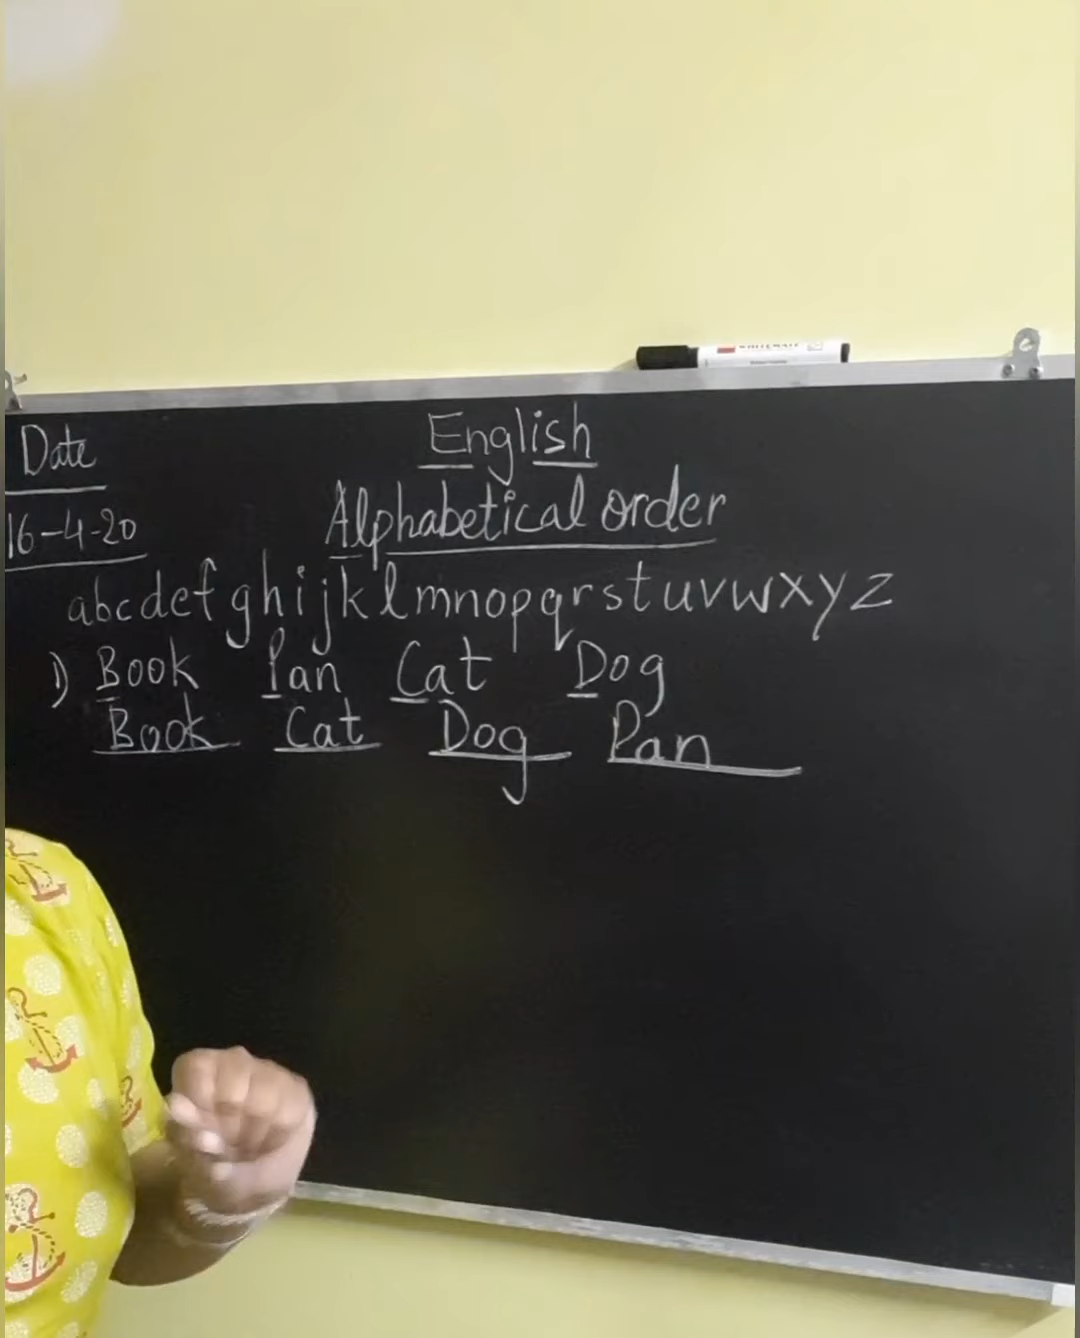 Date
English
16-4-20
Alphabetical order
abcdefghijklmnopqrstuvwxyz
1) Book Pan Cat Dog
Book Cat Dog Pan